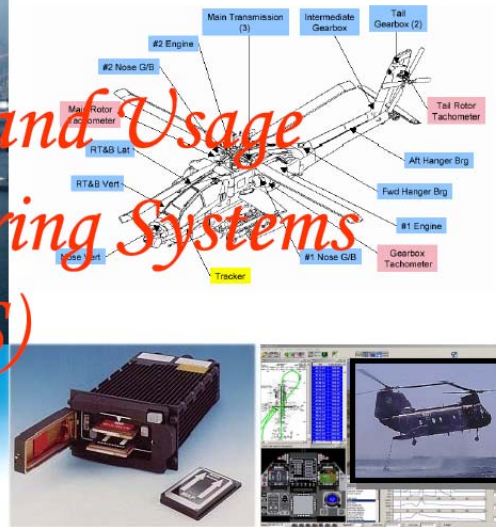 Main Transmission
(3)
Intermediate
Gearbox
Tail
Gearbox (2)
#2 Engine
#2 Nose G/B
and Usage
Main Rotor
Tachometer
Tail Rotor
Tachometer
RT&B Lat
Aft Hanger Brg
RT&B Vert
Fwd Hanger Brg
ring Systems
#1 Engine
Nose Vert
Gearbox
Tachometer
#1 Nose G/B
Tracker
S)